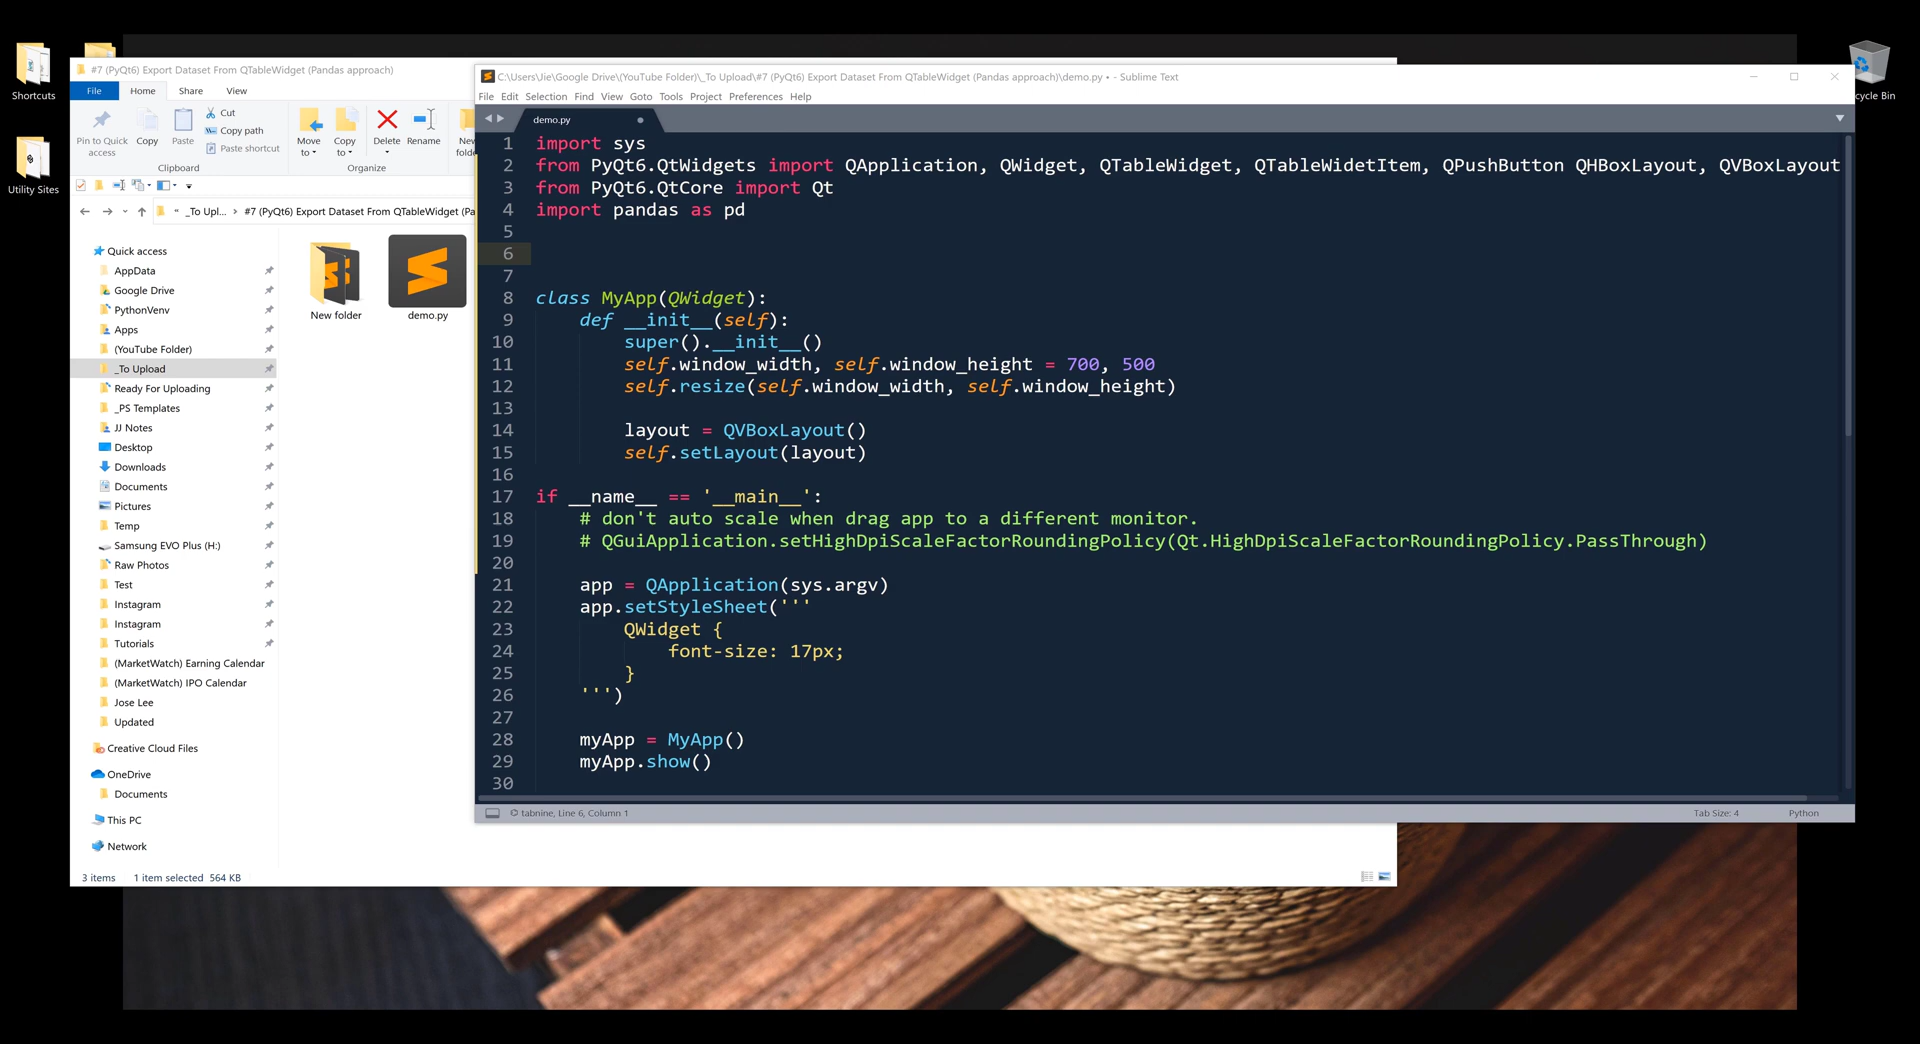 Shortcuts
Utility Sites
cycle Bin
#7 (PyQt6) Export Dataset From QTableWidget (Pandas approach)
File Home Share View
Pin to Quick access
Copy
Paste
Cut
Copy path
Paste shortcut
Clipboard
Move to
Copy to
Delete
Rename
Organize
New folde
_To Upl... › #7 (PyQt6) Export Dataset From QTableWidget (Pa
Quick access
AppData
Google Drive
PythonVenv
Apps
(YouTube Folder)
_To Upload
Ready For Uploading
_PS Templates
JJ Notes
Desktop
Downloads
Documents
Pictures
Temp
Samsung EVO Plus (H:)
Raw Photos
Test
Instagram
Instagram
Tutorials
(MarketWatch) Earning Calendar
(MarketWatch) IPO Calendar
Jose Lee
Updated
Creative Cloud Files
OneDrive
Documents
This PC
Network
New folder
demo.py
3 items 1 item selected 564 KB
C:\Users\Jie\Google Drive\(YouTube Folder)\_To Upload\#7 (PyQt6) Export Dataset From QTableWidget (Pandas approach)\demo.py • - Sublime Text
File Edit Selection Find View Goto Tools Project Preferences Help
demo.py
1 import sys
2 from PyQt6.QtWidgets import QApplication, QWidget, QTableWidget, QTableWidetItem, QPushButton QHBoxLayout, QVBoxLayout
3 from PyQt6.QtCore import Qt
4 import pandas as pd
5
6
7
8 class MyApp(QWidget):
9 def __init__(self):
10 super().__init__()
11 self.window_width, self.window_height = 700, 500
12 self.resize(self.window_width, self.window_height)
13
14 layout = QVBoxLayout()
15 self.setLayout(layout)
16
17 if __name__ == '__main__':
18 # don't auto scale when drag app to a different monitor.
19 # QGuiApplication.setHighDpiScaleFactorRoundingPolicy(Qt.HighDpiScaleFactorRoundingPolicy.PassThrough)
20
21 app = QApplication(sys.argv)
22 app.setStyleSheet('''
23 QWidget {
24 font-size: 17px;
25 }
26 ''')
27
28 myApp = MyApp()
29 myApp.show()
30
tabnine, Line 6, Column 1
Tab Size: 4
Python